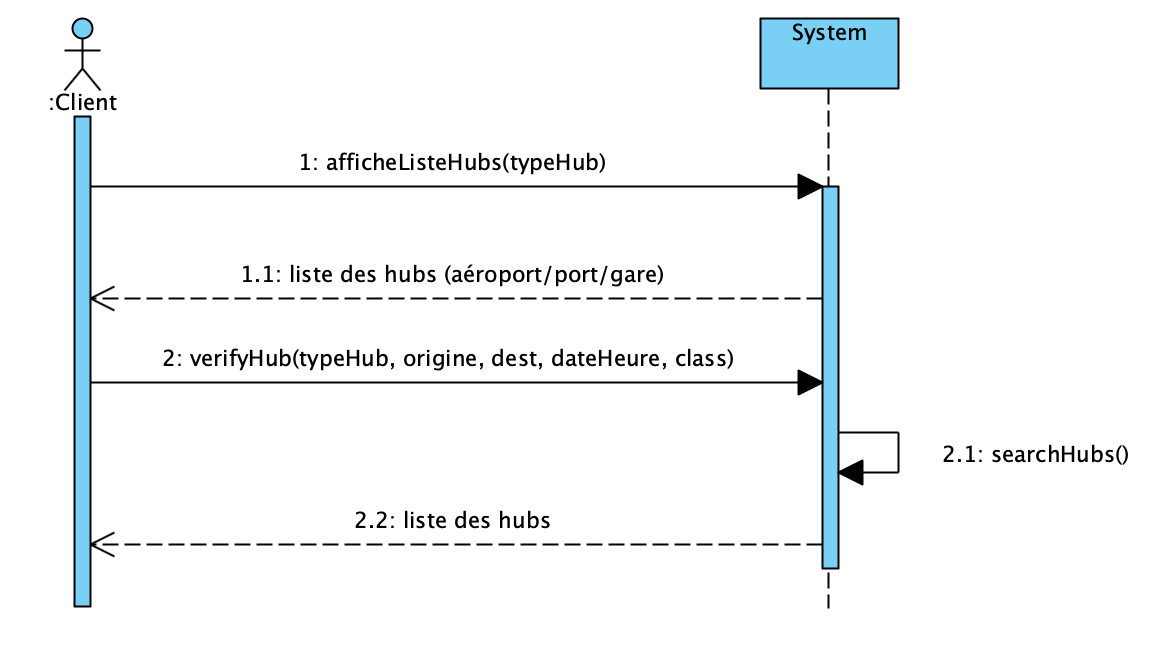 System
:Client
1: afficheListeHubs(typeHub)
1.1: liste des hubs (aéroport/port/gare)
2: verifyHub(typeHub, origine, dest, dateHeure, class)
2.1: searchHubs()
2.2: liste des hubs